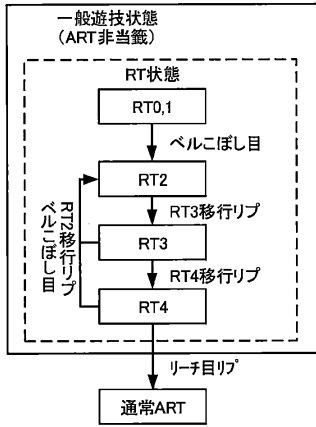 一般遊技状態
(ART非当籤)
RT状態
RT0,1
ベルこぼし目
RT2
RT3移行リプ
RT3
RT4移行リプ
RT4
RT2移行リプ
ベルこぼし目
リーチ目リプ
通常ART